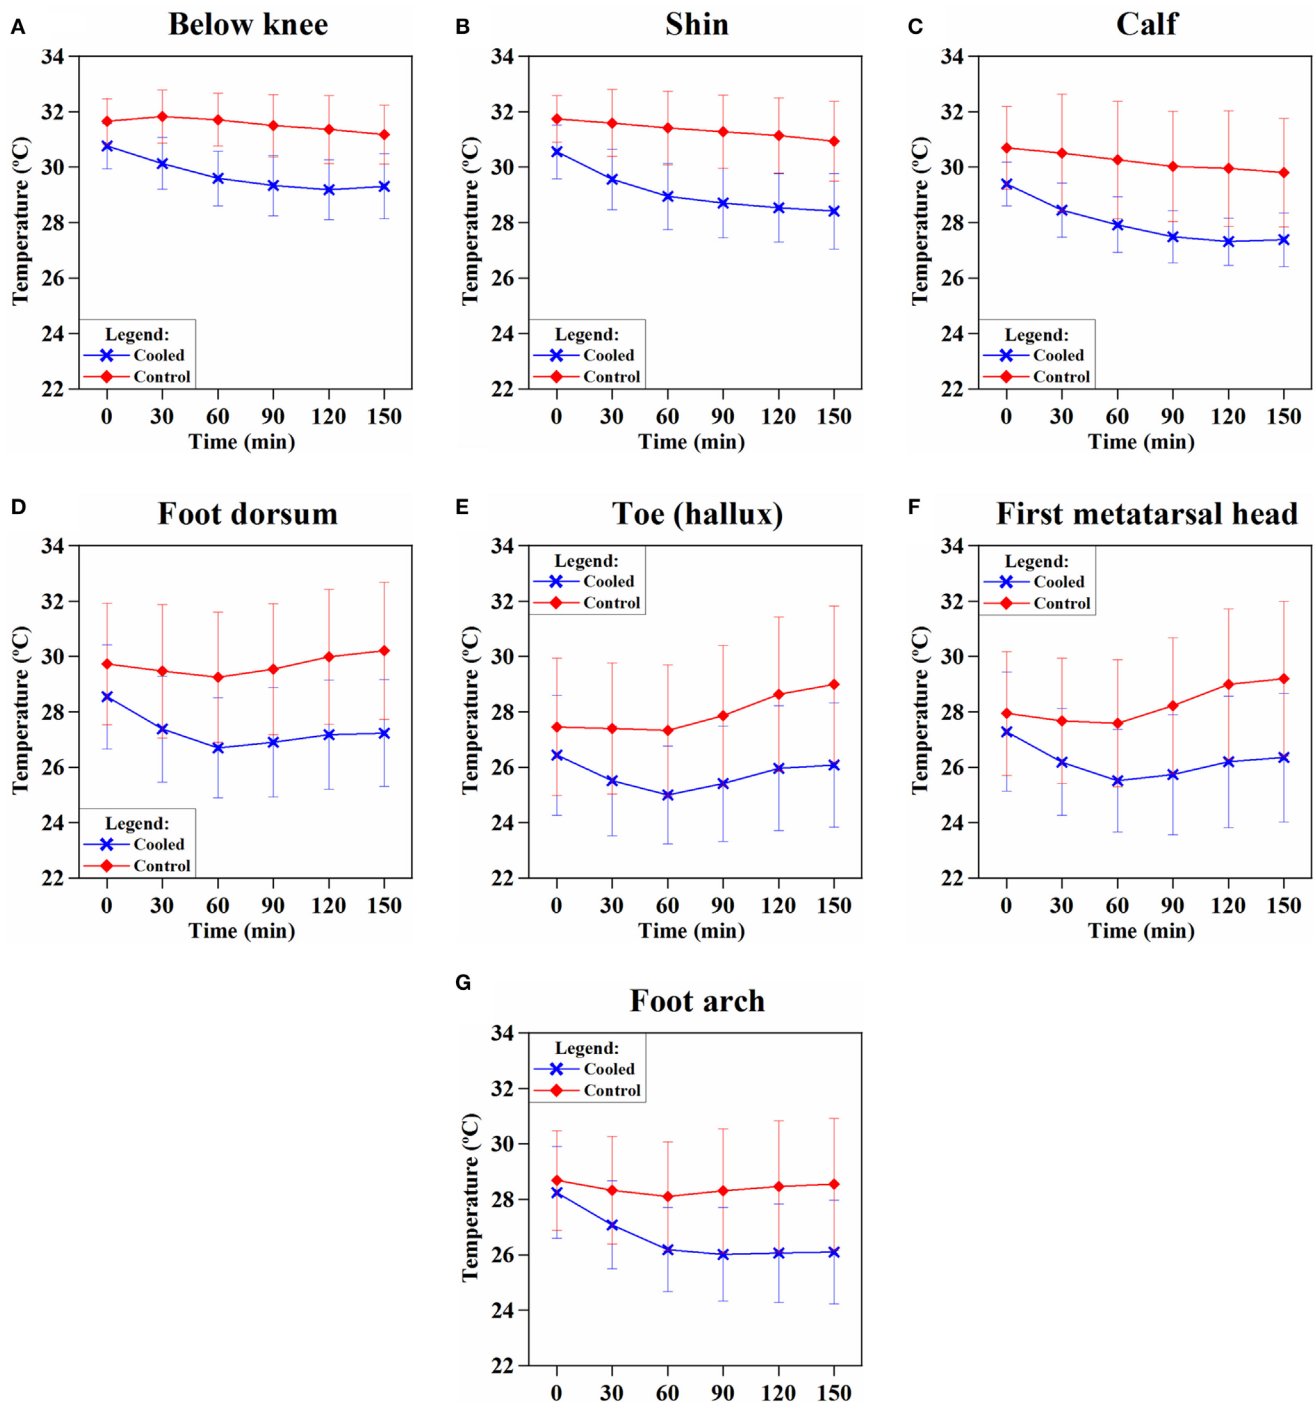 A
Below knee
34
32
30
28
26
24
22
Temperature (ºC)
Legend:
Cooled
Control
0 30 60 90 120 150
Time (min)
B
Shin
34
32
30
28
26
24
22
Temperature (ºC)
Legend:
Cooled
Control
0 30 60 90 120 150
Time (min)
C
Calf
34
32
30
28
26
24
22
Temperature (ºC)
Legend:
Cooled
Control
0 30 60 90 120 150
Time (min)
D
Foot dorsum
34
32
30
28
26
24
22
Temperature (ºC)
Legend:
Cooled
Control
0 30 60 90 120 150
Time (min)
E
Toe (hallux)
34
32
30
28
26
24
22
Temperature (ºC)
Legend:
Cooled
Control
0 30 60 90 120 150
Time (min)
F
First metatarsal head
34
32
30
28
26
24
22
Temperature (ºC)
Legend:
Cooled
Control
0 30 60 90 120 150
Time (min)
G
Foot arch
34
32
30
28
26
24
22
Temperature (ºC)
Legend:
Cooled
Control
0 30 60 90 120 150